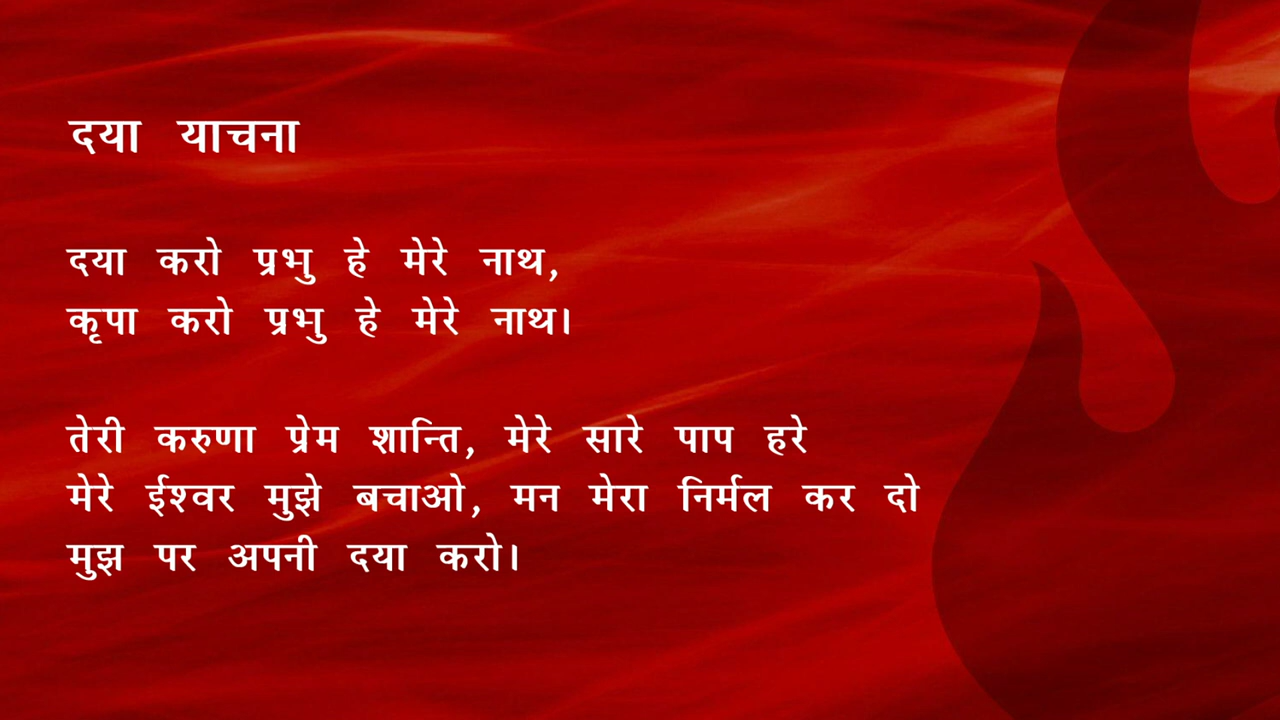 दया याचना
दया करो प्रभु हे मेरे नाथ,
कृपा करो प्रभु हे मेरे नाथ।
तेरी करुणा प्रेम शान्ति, मेरे सारे पाप हरे
मेरे ईश्वर मुझे बचाओ, मन मेरा निर्मल कर दो
मुझ पर अपनी दया करो।